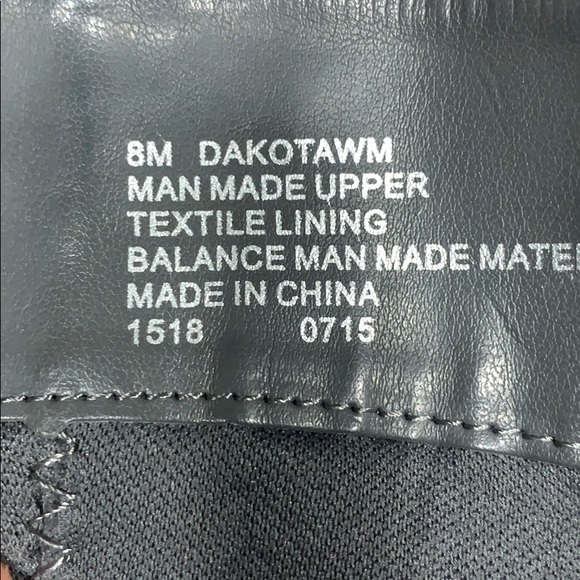 8M DAKOTAWM
MAN MADE UPPER
TEXTILE LINING
BALANCE MAN MADE MATE
MADE IN CHINA
1518 0715